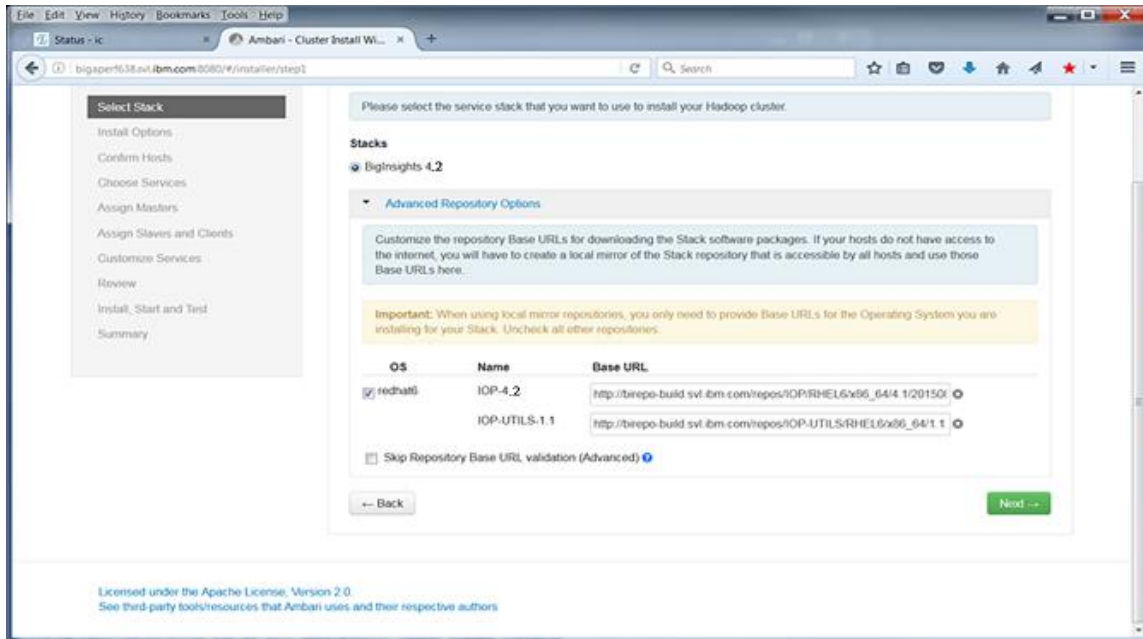 File Edit View History Bookmarks Tools Help
Status - ic × Ambari - Cluster Install Wi... × +
bigaperf638.svl.ibm.com:8080/#/installer/step1 Search
Select Stack
Install Options
Confirm Hosts
Choose Services
Assign Masters
Assign Slaves and Clients
Customize Services
Review
Install, Start and Test
Summary
Please select the service stack that you want to use to install your Hadoop cluster.
Stacks
BigInsights 4.2
Advanced Repository Options
Customize the repository Base URLs for downloading the Stack software packages. If your hosts do not have access to
the internet, you will have to create a local mirror of the Stack repository that is accessible by all hosts and use those
Base URLs here.
Important: When using local mirror repositories, you only need to provide Base URLs for the Operating System you are
installing for your Stack. Uncheck all other repositories.
OS Name Base URL
redhat6 IOP-4.2 http://birepo-build.svl.ibm.com/repos/IOP/RHEL6/x86_64/4.1/20150
IOP-UTILS-1.1 http://birepo-build.svl.ibm.com/repos/IOP-UTILS/RHEL6/x86_64/1.1
Skip Repository Base URL validation (Advanced) ?
← Back
Next →
Licensed under the Apache License, Version 2.0.
See third-party tools/resources that Ambari uses and their respective authors